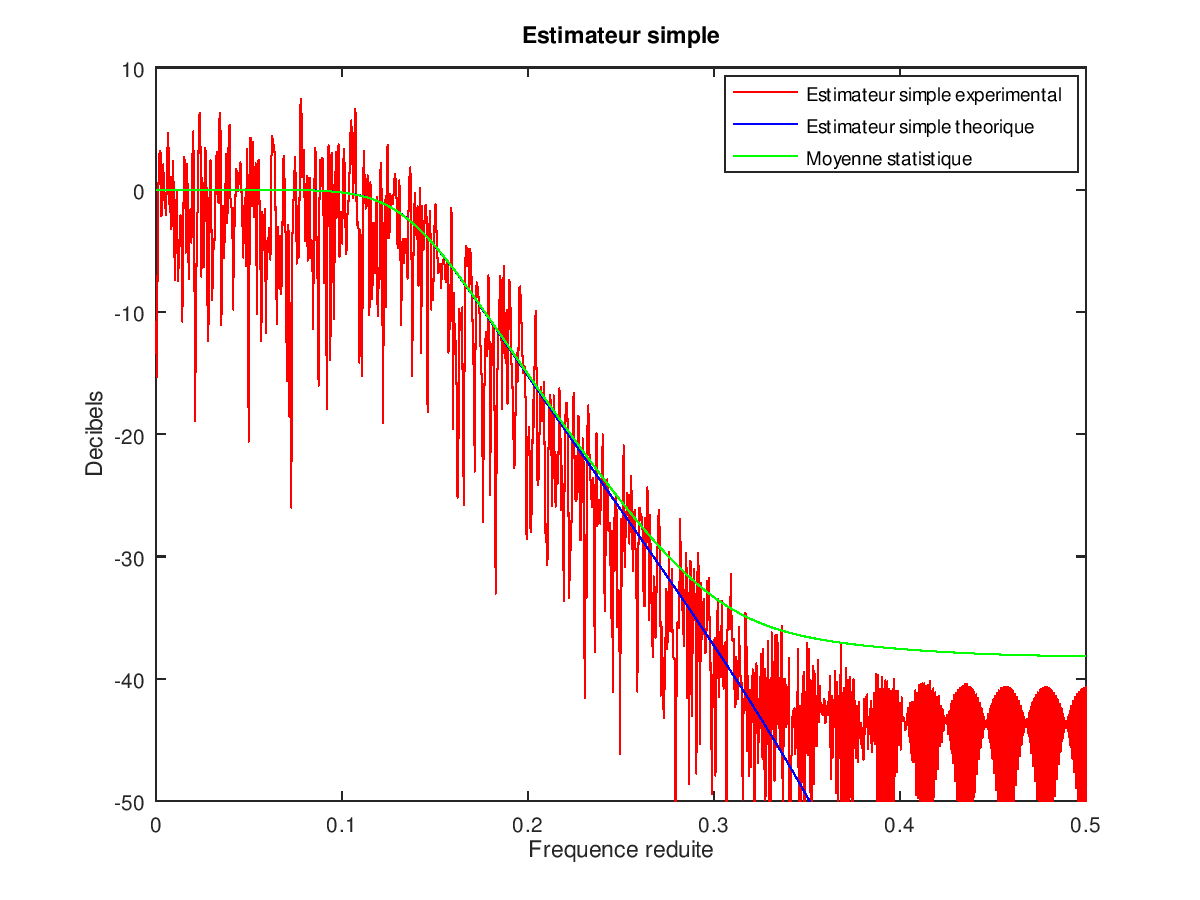 Estimateur simple
Estimateur simple experimental
Estimateur simple theorique
Moyenne statistique
Decibels
10
0
-10
-20
-30
-40
-50
0
0.1
0.2
0.3
0.4
0.5
Frequence reduite